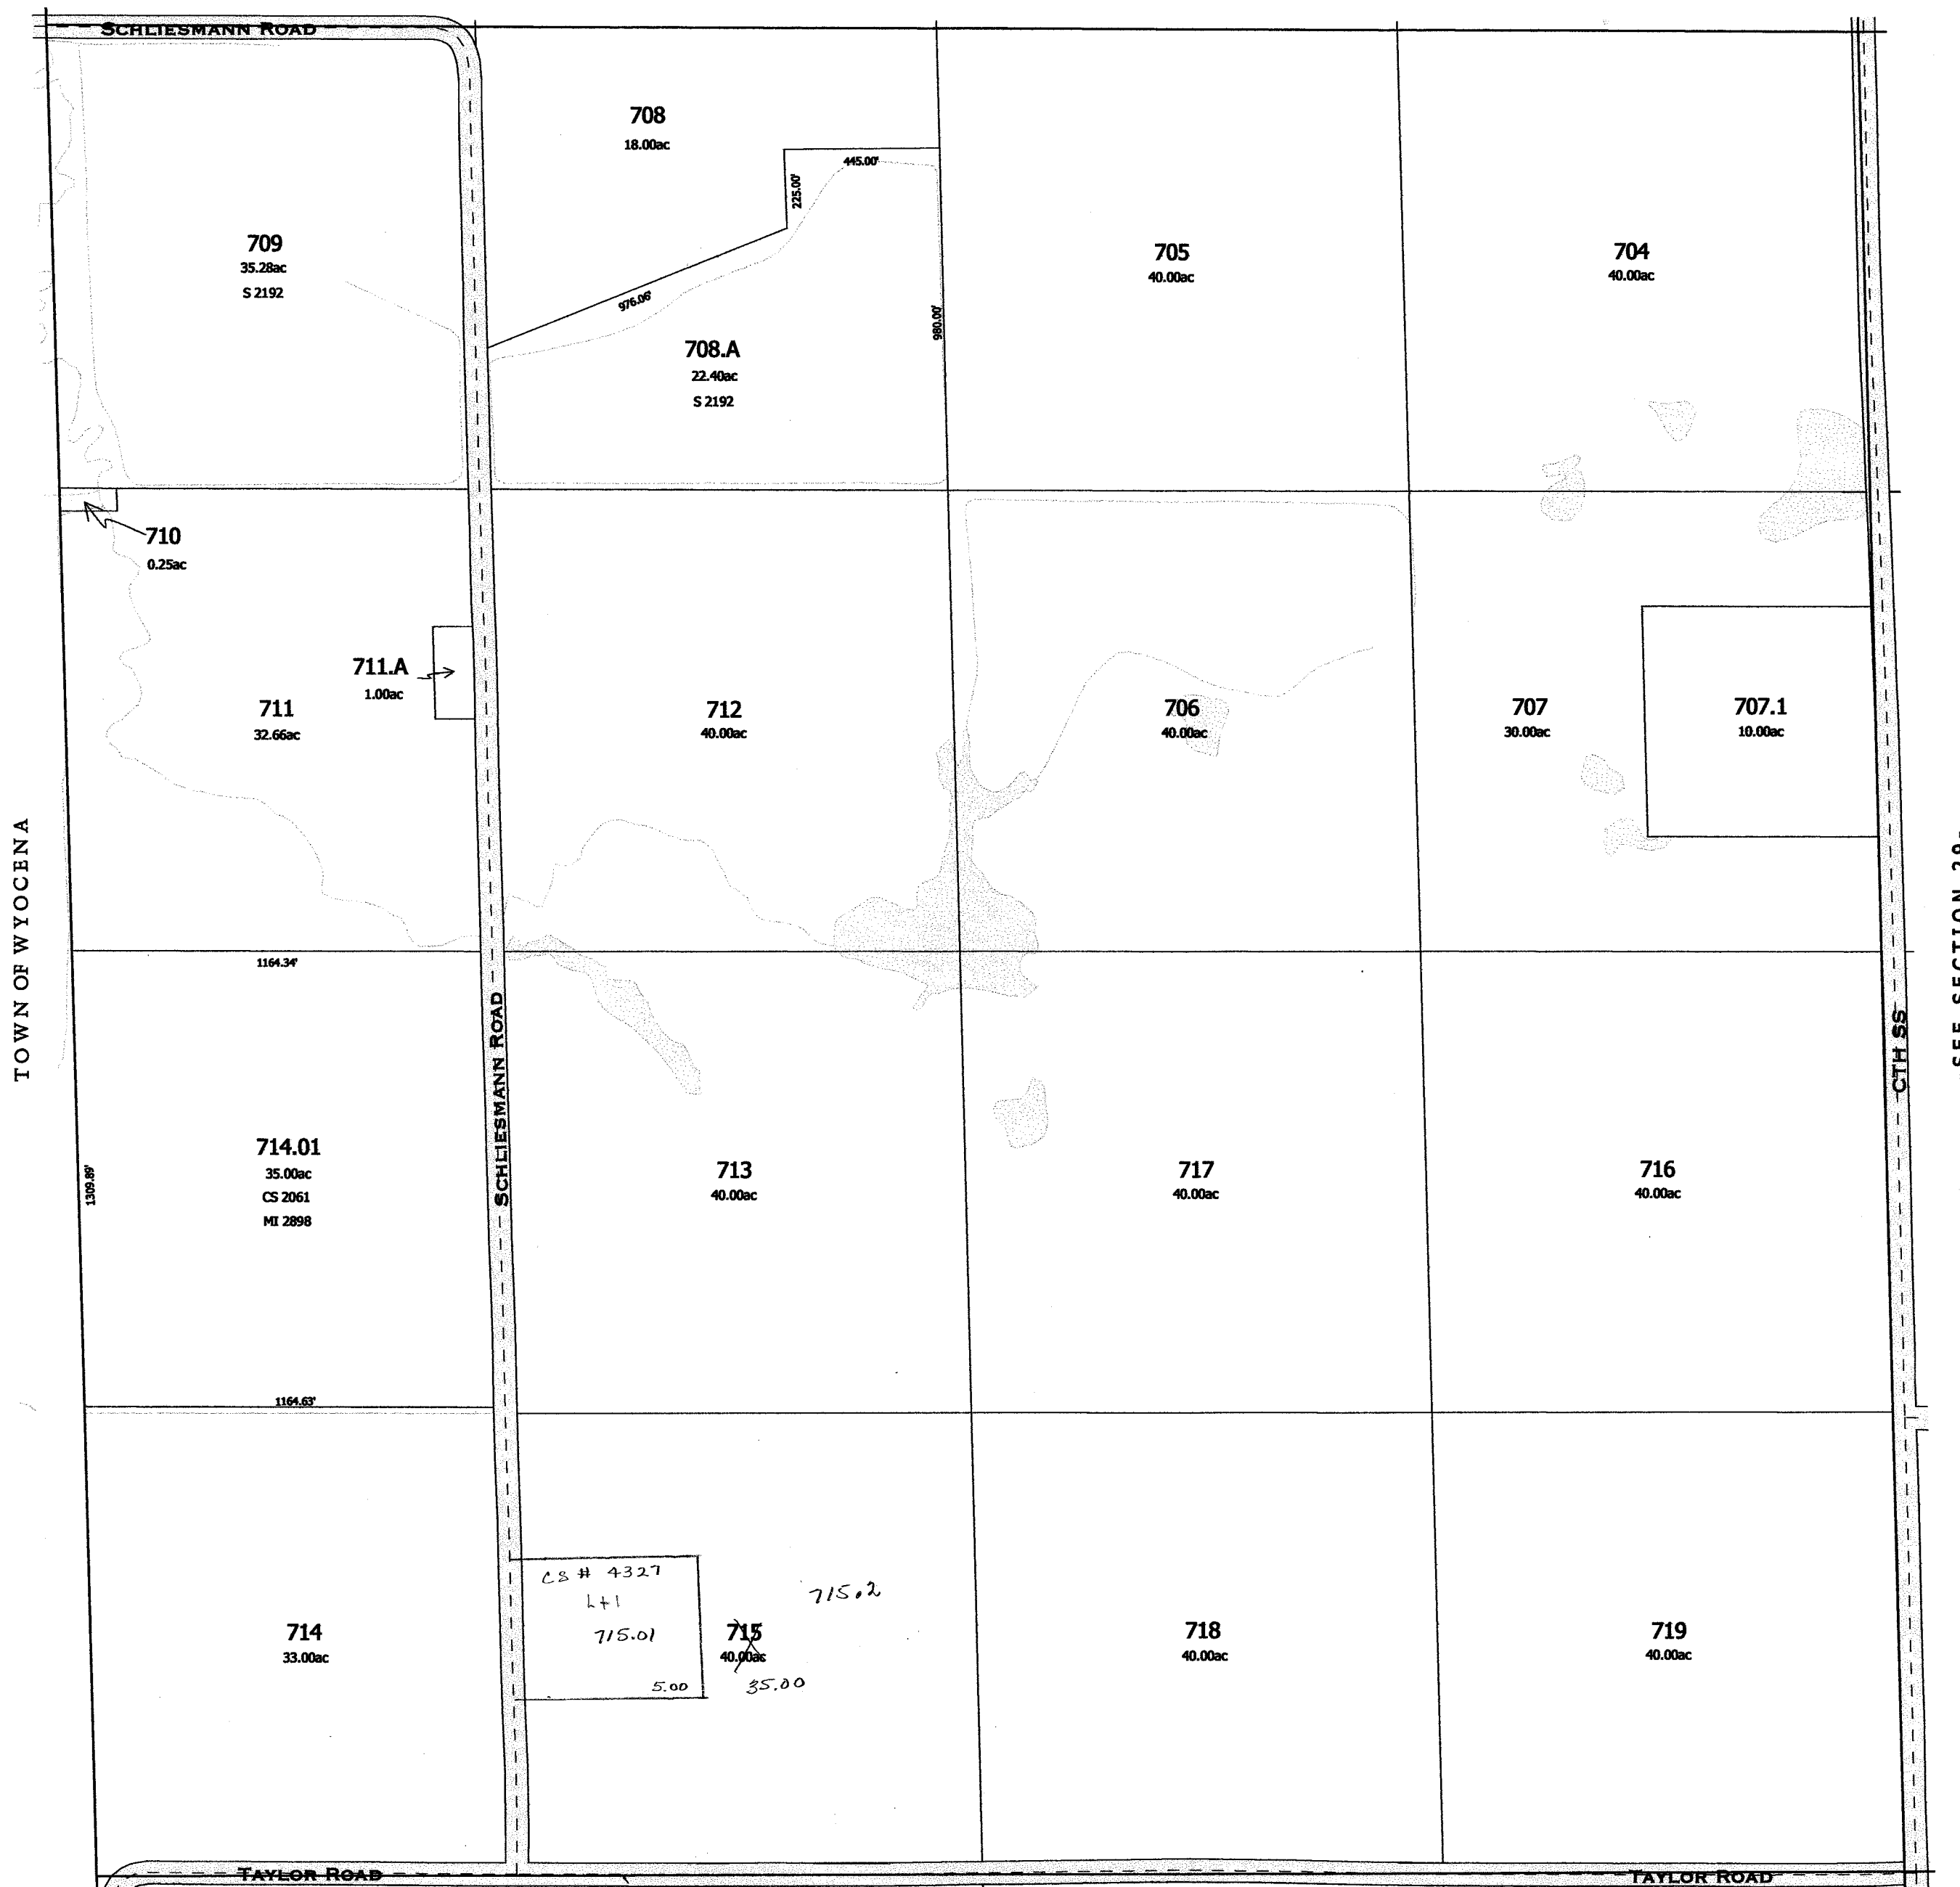 SCHLIESMANN ROAD
708
18.00ac
445.00'
225.00'
709
35.28ac
S 2192
976.06'
980.00'
708.A
22.40ac
S 2192
705
40.00ac
704
40.00ac
710
0.25ac
711.A
1.00ac
711
32.66ac
712
40.00ac
706
40.00ac
707
30.00ac
707.1
10.00ac
TOWN OF WYOCENA
SEE SECTION 29
1164.34'
SCHLIESMANN ROAD
CTH SS
714.01
35.00ac
CS 2061
MI 2898
1309.89'
713
40.00ac
717
40.00ac
716
40.00ac
1164.63'
CS # 4327
Lt 1
715.01
5.00
715.2
715
40.00ac
35.00
714
33.00ac
718
40.00ac
719
40.00ac
TAYLOR ROAD
TAYLOR ROAD